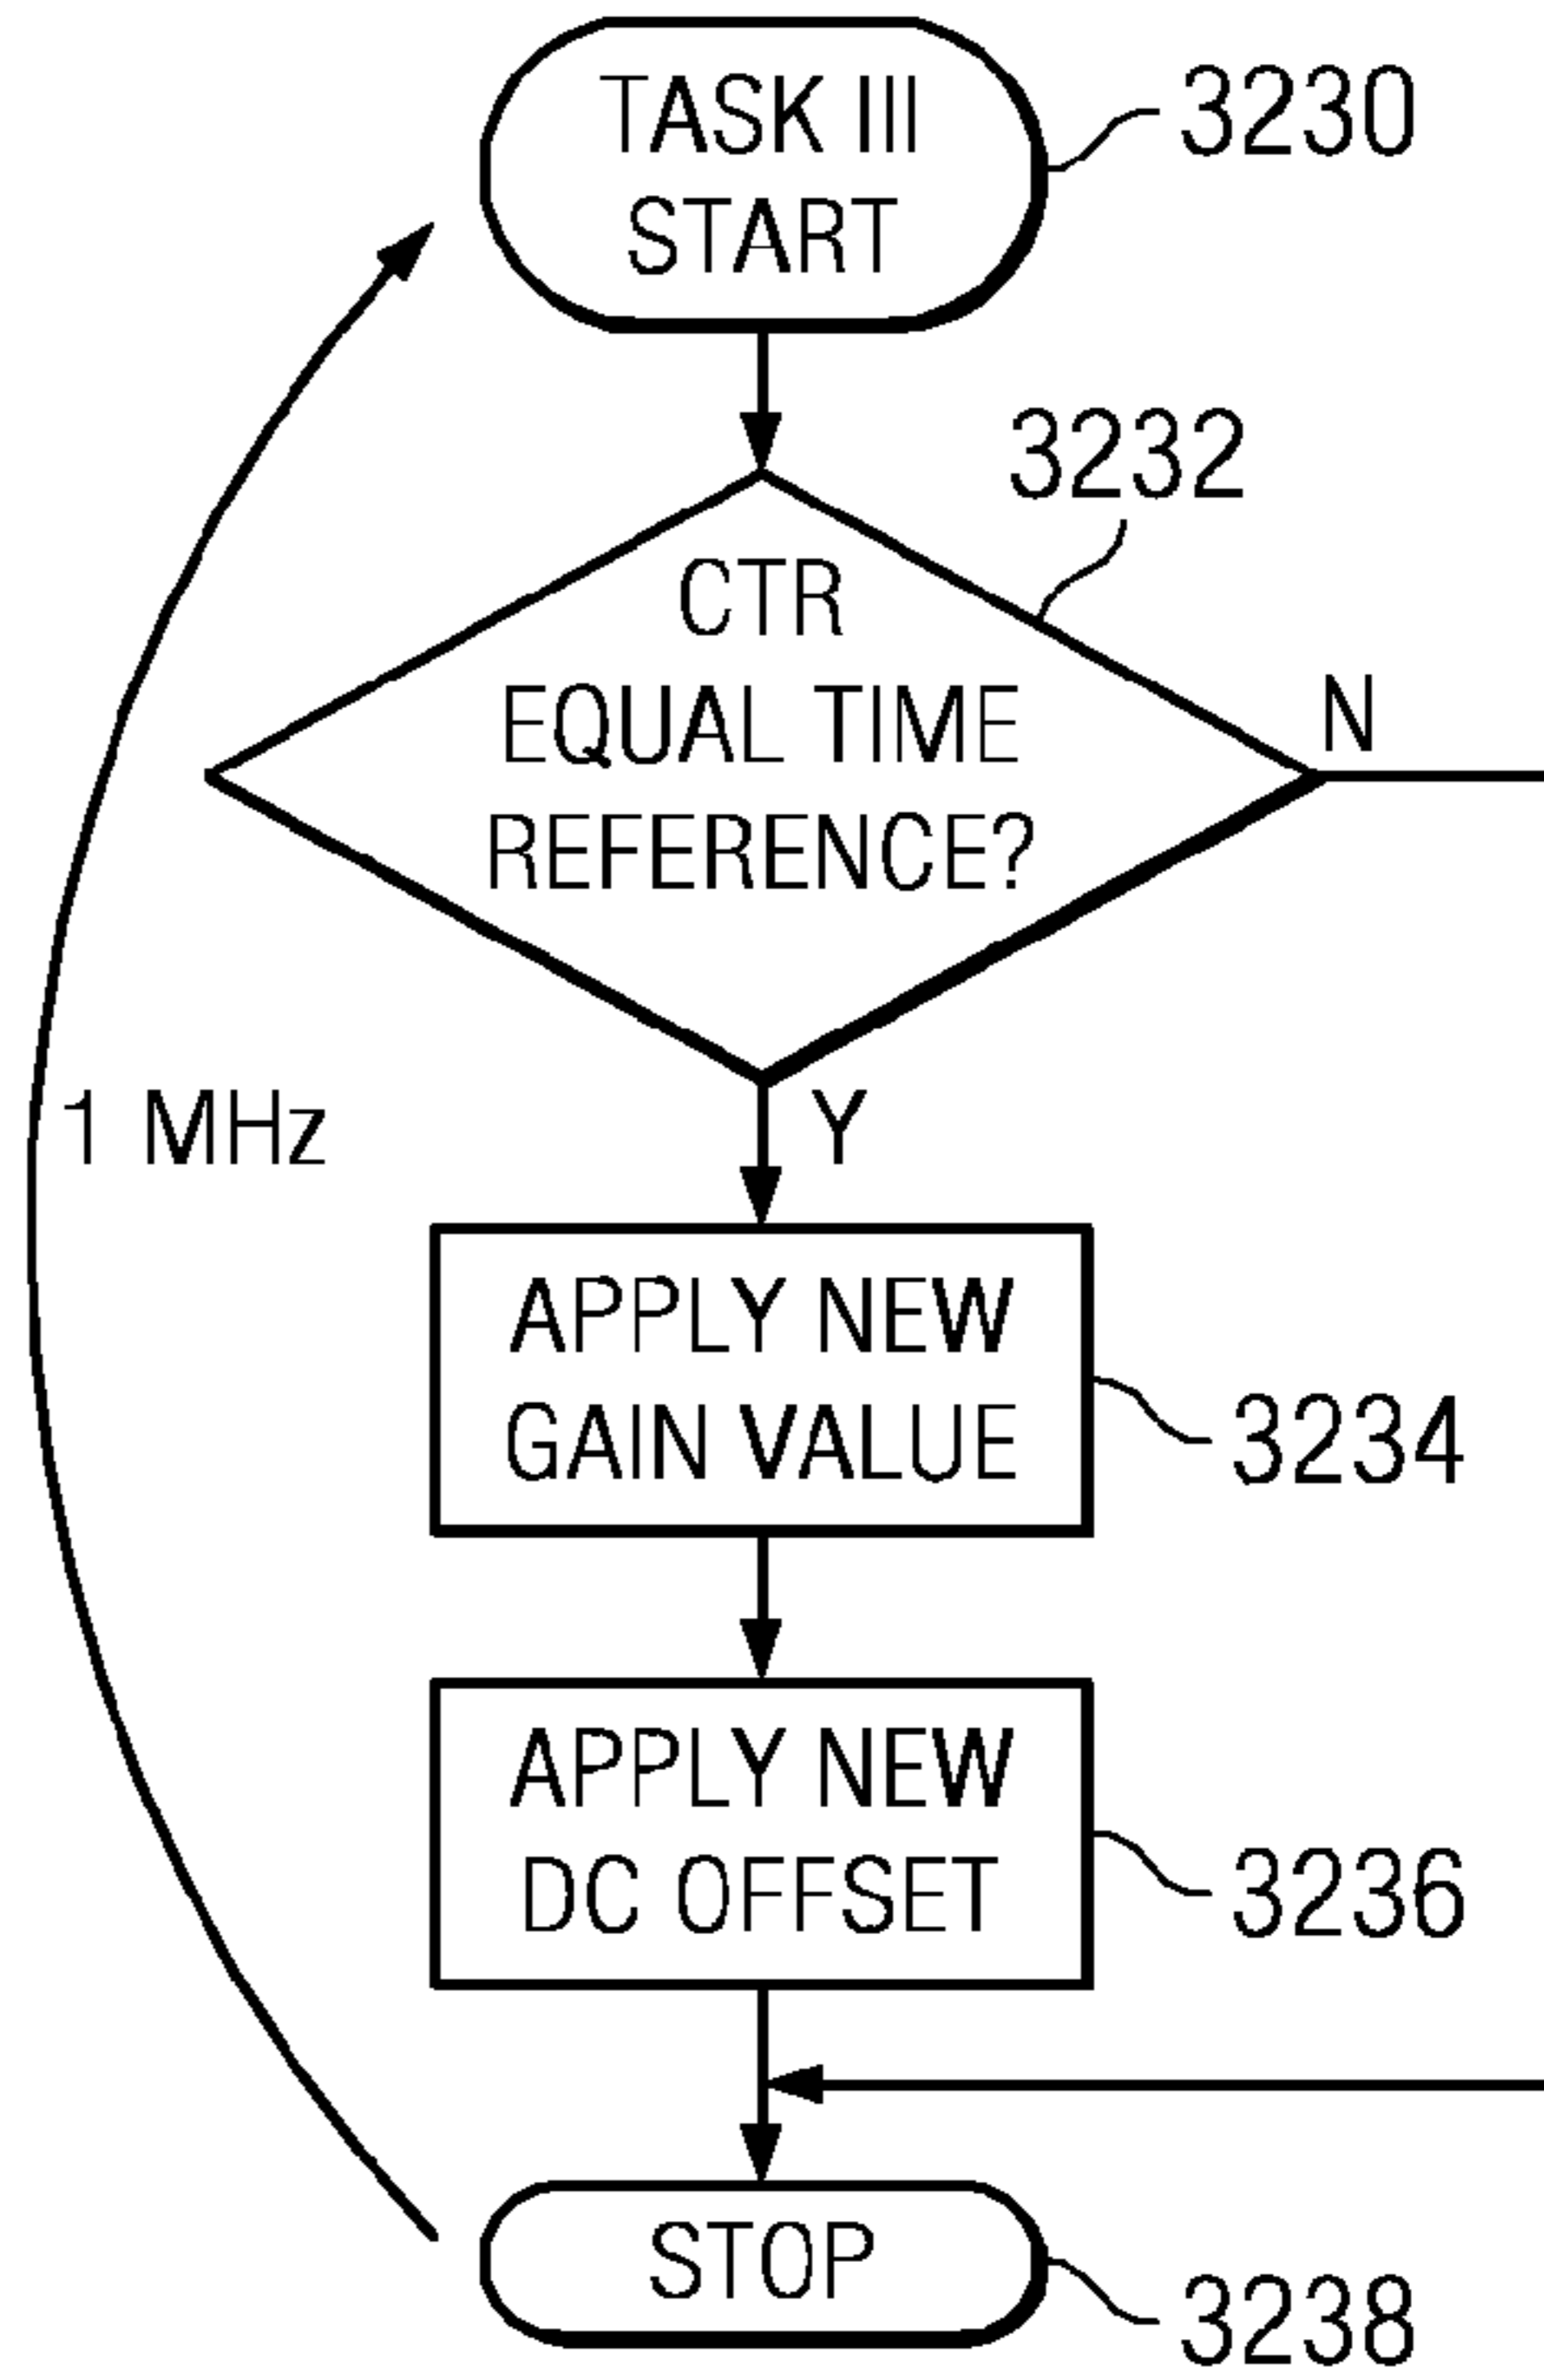 TASK III
START
3230
3232
CTR
EQUAL TIME
REFERENCE?
N
1 MHz
Y
APPLY NEW
GAIN VALUE
3234
APPLY NEW
DC OFFSET
3236
STOP
3238